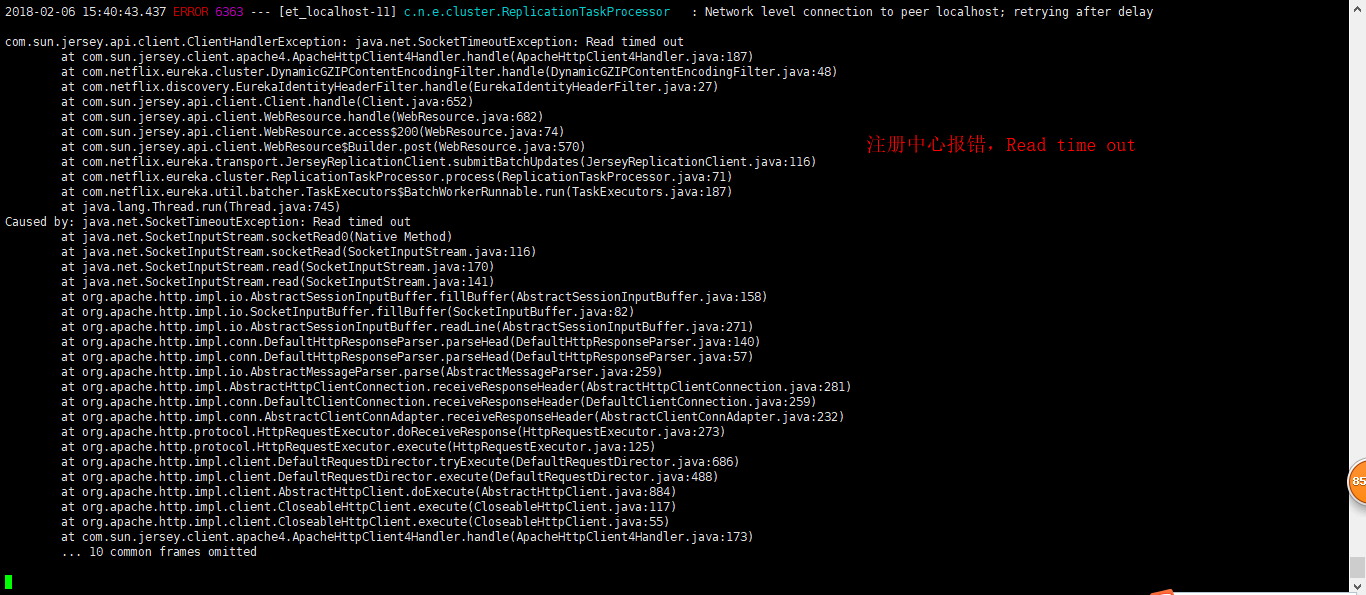 2018-02-06 15:40:43.437 ERROR 6363 --- [et_localhost-11] c.n.e.cluster.ReplicationTaskProcessor   : Network level connection to peer localhost; retrying after delay
com.sun.jersey.api.client.ClientHandlerException: java.net.SocketTimeoutException: Read timed out
at com.sun.jersey.client.apache4.ApacheHttpClient4Handler.handle(ApacheHttpClient4Handler.java:187)
at com.netflix.eureka.cluster.DynamicGZIPContentEncodingFilter.handle(DynamicGZIPContentEncodingFilter.java:48)
at com.netflix.discovery.EurekaIdentityHeaderFilter.handle(EurekaIdentityHeaderFilter.java:27)
at com.sun.jersey.api.client.Client.handle(Client.java:652)
at com.sun.jersey.api.client.WebResource.handle(WebResource.java:682)
at com.sun.jersey.api.client.WebResource.access$200(WebResource.java:74)
at com.sun.jersey.api.client.WebResource$Builder.post(WebResource.java:570)
注册中心报错，Read time out
at com.netflix.eureka.transport.JerseyReplicationClient.submitBatchUpdates(JerseyReplicationClient.java:116)
at com.netflix.eureka.cluster.ReplicationTaskProcessor.process(ReplicationTaskProcessor.java:71)
at com.netflix.eureka.util.batcher.TaskExecutors$BatchWorkerRunnable.run(TaskExecutors.java:187)
at java.lang.Thread.run(Thread.java:745)
Caused by: java.net.SocketTimeoutException: Read timed out
at java.net.SocketInputStream.socketRead0(Native Method)
at java.net.SocketInputStream.socketRead(SocketInputStream.java:116)
at java.net.SocketInputStream.read(SocketInputStream.java:170)
at java.net.SocketInputStream.read(SocketInputStream.java:141)
at org.apache.http.impl.io.AbstractSessionInputBuffer.fillBuffer(AbstractSessionInputBuffer.java:158)
at org.apache.http.impl.io.SocketInputBuffer.fillBuffer(SocketInputBuffer.java:82)
at org.apache.http.impl.io.AbstractSessionInputBuffer.readLine(AbstractSessionInputBuffer.java:271)
at org.apache.http.impl.conn.DefaultHttpResponseParser.parseHead(DefaultHttpResponseParser.java:140)
at org.apache.http.impl.conn.DefaultHttpResponseParser.parseHead(DefaultHttpResponseParser.java:57)
at org.apache.http.impl.io.AbstractMessageParser.parse(AbstractMessageParser.java:259)
at org.apache.http.impl.AbstractHttpClientConnection.receiveResponseHeader(AbstractHttpClientConnection.java:281)
at org.apache.http.impl.conn.DefaultClientConnection.receiveResponseHeader(DefaultClientConnection.java:259)
at org.apache.http.impl.conn.AbstractClientConnAdapter.receiveResponseHeader(AbstractClientConnAdapter.java:232)
at org.apache.http.protocol.HttpRequestExecutor.doReceiveResponse(HttpRequestExecutor.java:273)
at org.apache.http.protocol.HttpRequestExecutor.execute(HttpRequestExecutor.java:125)
at org.apache.http.impl.client.DefaultRequestDirector.tryExecute(DefaultRequestDirector.java:686)
at org.apache.http.impl.client.DefaultRequestDirector.execute(DefaultRequestDirector.java:488)
at org.apache.http.impl.client.AbstractHttpClient.doExecute(AbstractHttpClient.java:884)
at org.apache.http.impl.client.CloseableHttpClient.execute(CloseableHttpClient.java:117)
at org.apache.http.impl.client.CloseableHttpClient.execute(CloseableHttpClient.java:55)
at com.sun.jersey.client.apache4.ApacheHttpClient4Handler.handle(ApacheHttpClient4Handler.java:173)
... 10 common frames omitted
85